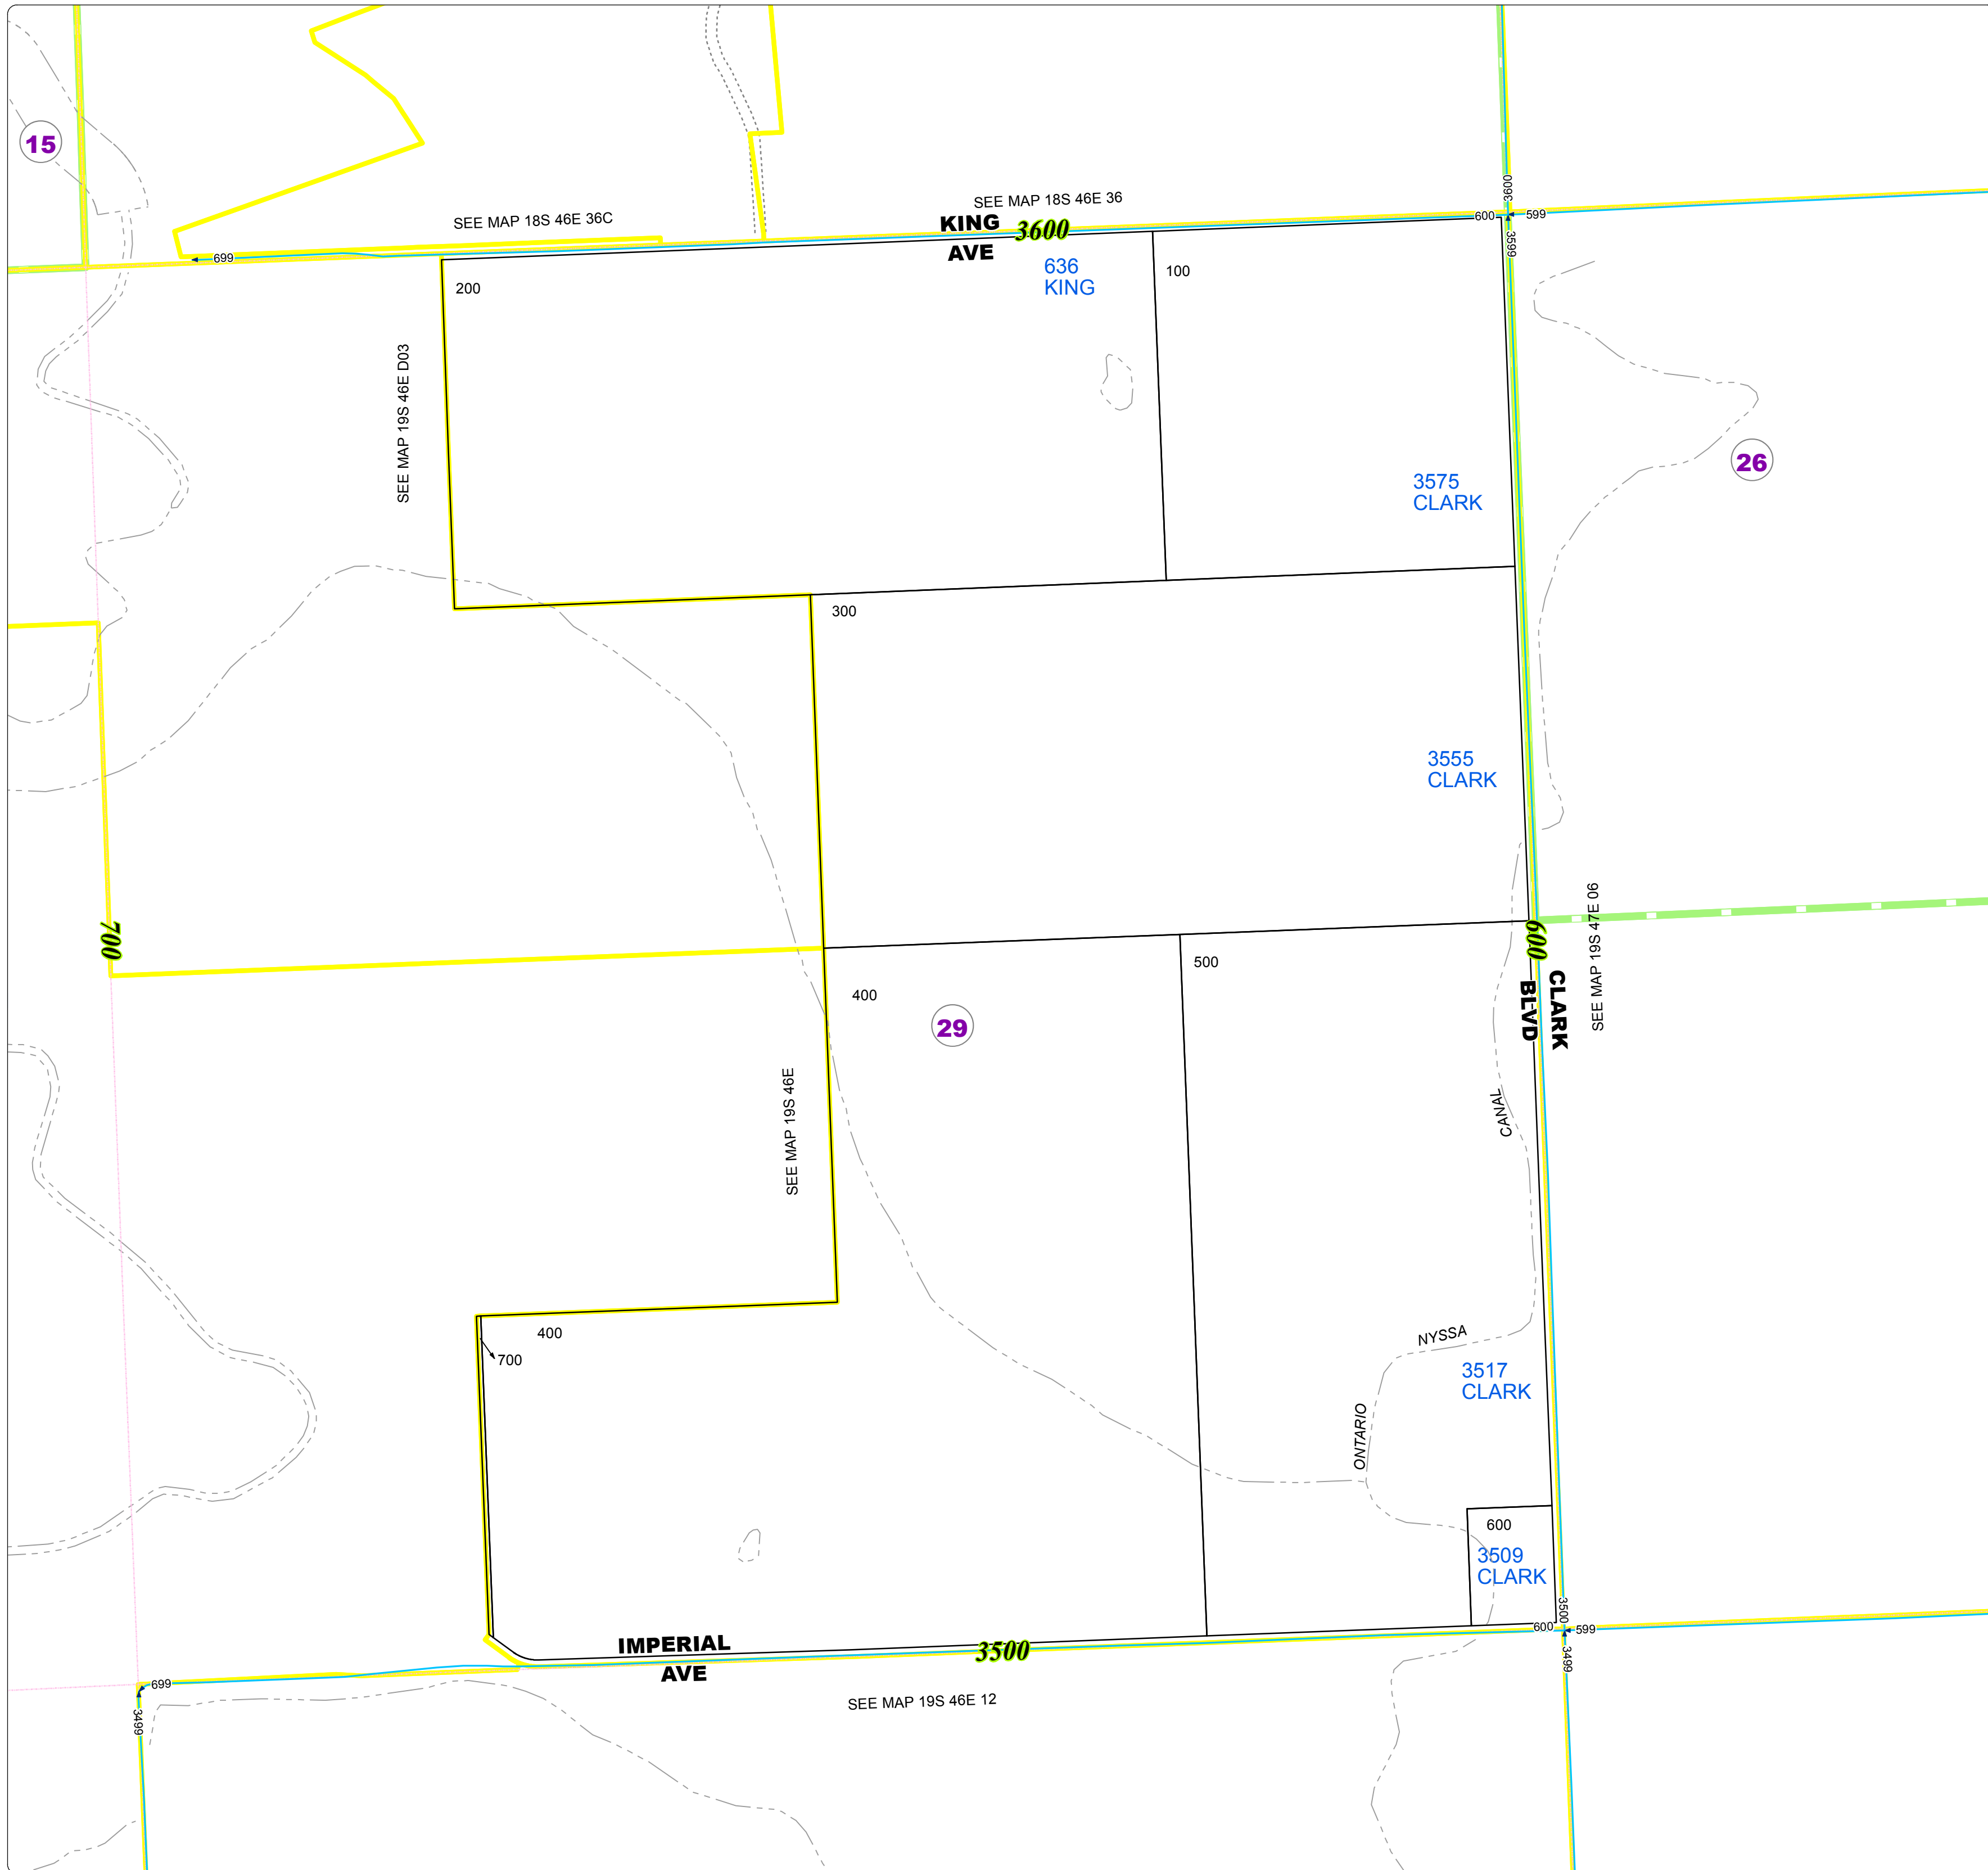 15
SEE MAP 18S 46E 36C
SEE MAP 18S 46E 36
KING
AVE
3600
3600
600
599
3599
699
636
KING
200
100
SEE MAP 19S 46E D03
3575
CLARK
26
300
3555
CLARK
700
600
CLARK
BLVD
SEE MAP 19S 47E 06
500
400
29
SEE MAP 19S 46E
CANAL
NYSSA
ONTARIO
3517
CLARK
400
700
600
3509
CLARK
3500
600
599
3499
IMPERIAL
AVE
3500
699
3499
SEE MAP 19S 46E 12